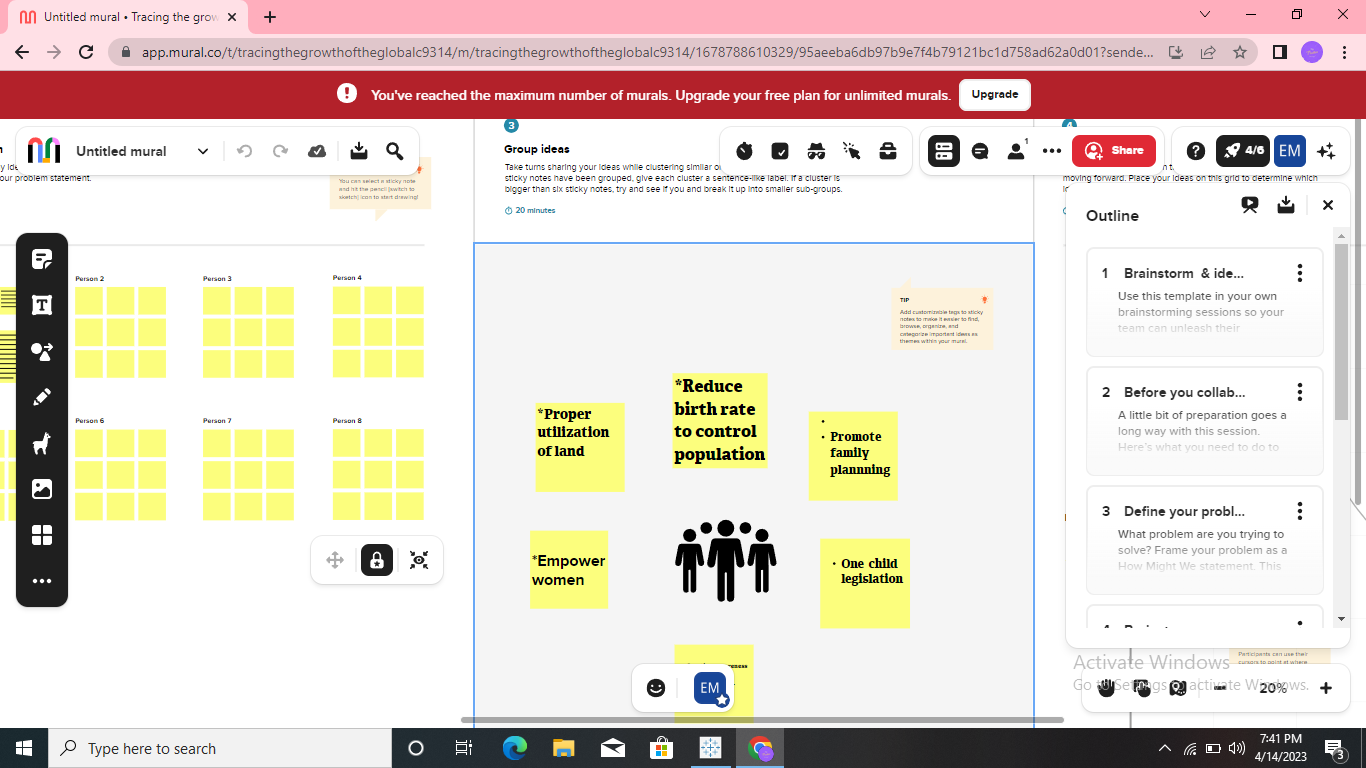 Untitled mural • Tracing the grow
app.mural.co/t/tracingthegrowthoftheglobalc9314/m/tracingthegrowthoftheglobalc9314/1678788610329/95aeeba6db97b9e7f4b79121bc1d758ad62a0d01?sende...
You've reached the maximum number of murals. Upgrade your free plan for unlimited murals.
Upgrade
Untitled mural
1
Share
4/6
EM
our problem statement.
You can select a sticky note
and hit the pencil [switch to
sketch] icon to start drawing!
3
Group ideas
Take turns sharing your ideas while clustering similar or
sticky notes have been grouped, give each cluster a sentence-like label. If a cluster is
bigger than six sticky notes, try and see if you and break it up into smaller sub-groups.
20 minutes
4
moving forward. Place your ideas on this grid to determine which
Person 2
Person 3
Person 4
Person 6
Person 7
Person 8
TIP
Add customizable tags to sticky
notes to make it easier to find,
browse, organize, and
categorize important ideas as
themes within your mural.
*Proper
utilization
of land
*Reduce
birth rate
to control
population
•
• Promote
family
plannning
*Empower
women
• One child
legislation
EM
Outline
1 Brainstorm & ide...
Use this template in your own
brainstorming sessions so your
team can unleash their
2 Before you collab...
A little bit of preparation goes a
long way with this session.
Here's what you need to do to
3 Define your probl...
What problem are you trying to
solve? Frame your problem as a
How Might We statement. This
Participants can use their
cursors to point at where
Activate Windows
Go to Settings to activate Windows.
20%
Type here to search
7:41 PM
4/14/2023
3